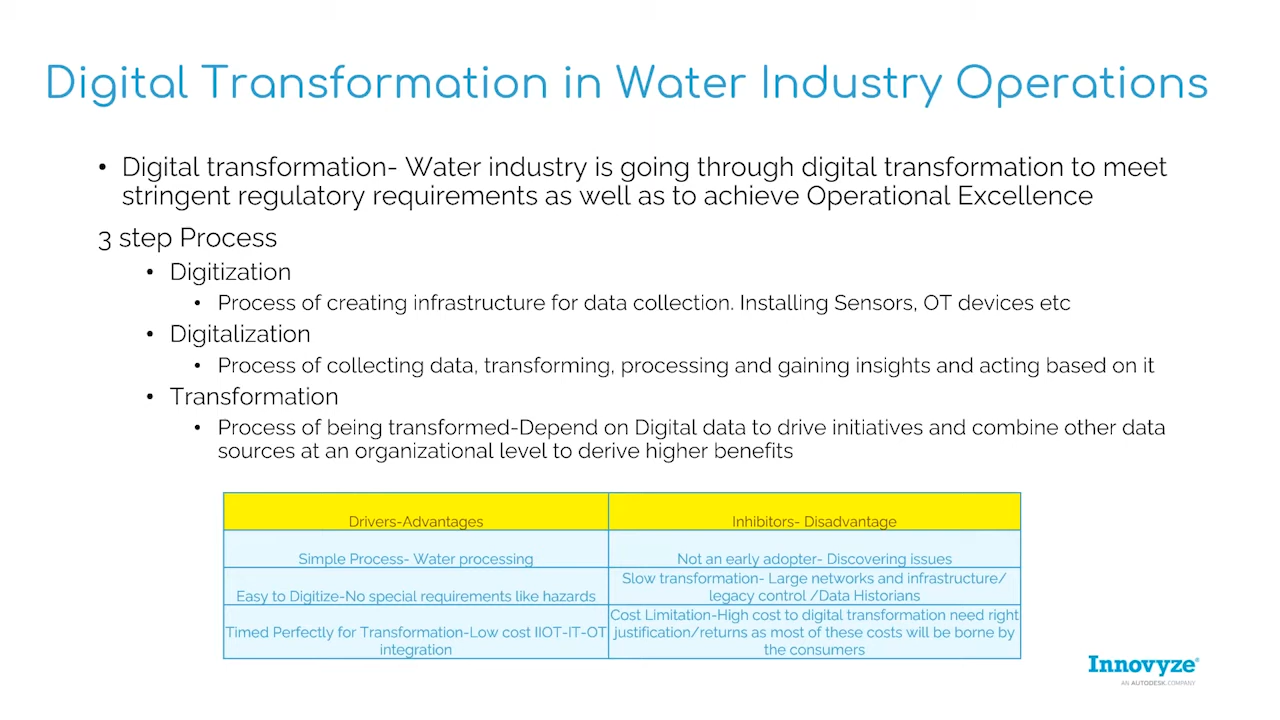 Digital Transformation in Water Industry Operations
• Digital transformation- Water industry is going through digital transformation to meet
stringent regulatory requirements as well as to achieve Operational Excellence
3 step Process
• Digitization
• Process of creating infrastructure for data collection. Installing Sensors, OT devices etc
• Digitalization
• Process of collecting data, transforming, processing and gaining insights and acting based on it
• Transformation
• Process of being transformed-Depend on Digital data to drive initiatives and combine other data
sources at an organizational level to derive higher benefits
Drivers-Advantages
Inhibitors- Disadvantage
Simple Process- Water processing
Not an early adopter- Discovering issues
Easy to Digitize-No special requirements like hazards
Slow transformation- Large networks and infrastructure/
legacy control /Data Historians
Timed Perfectly for Transformation-Low cost IIOT-IT-OT
integration
Cost Limitation-High cost to digital transformation need right
justification/returns as most of these costs will be borne by
the consumers
Innovyze®
AN AUTODESK COMPANY